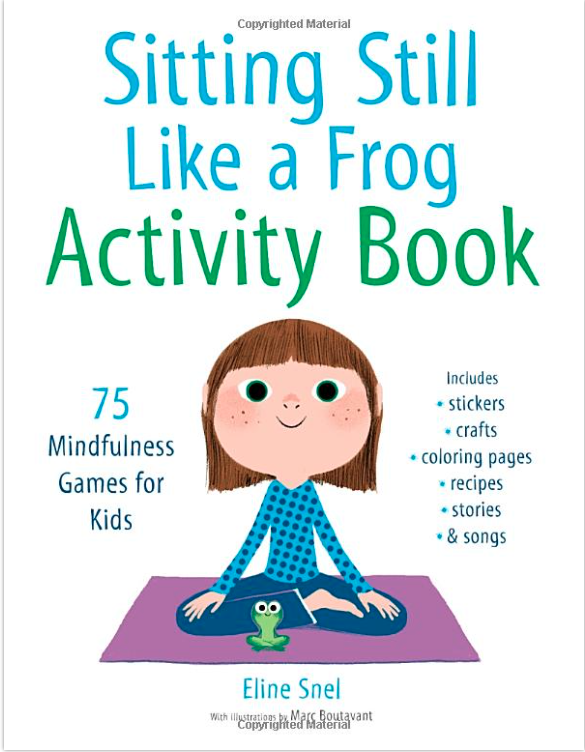 Copyrighted Material
Sitting Still
Like a Frog
Activity Book
75
Mindfulness
Games for
Kids
Includes
• stickers
• crafts
• coloring pages
• recipes
• stories
• & songs
Eline Snel
With illustrations by Marc Boutavant
Copyrighted Material